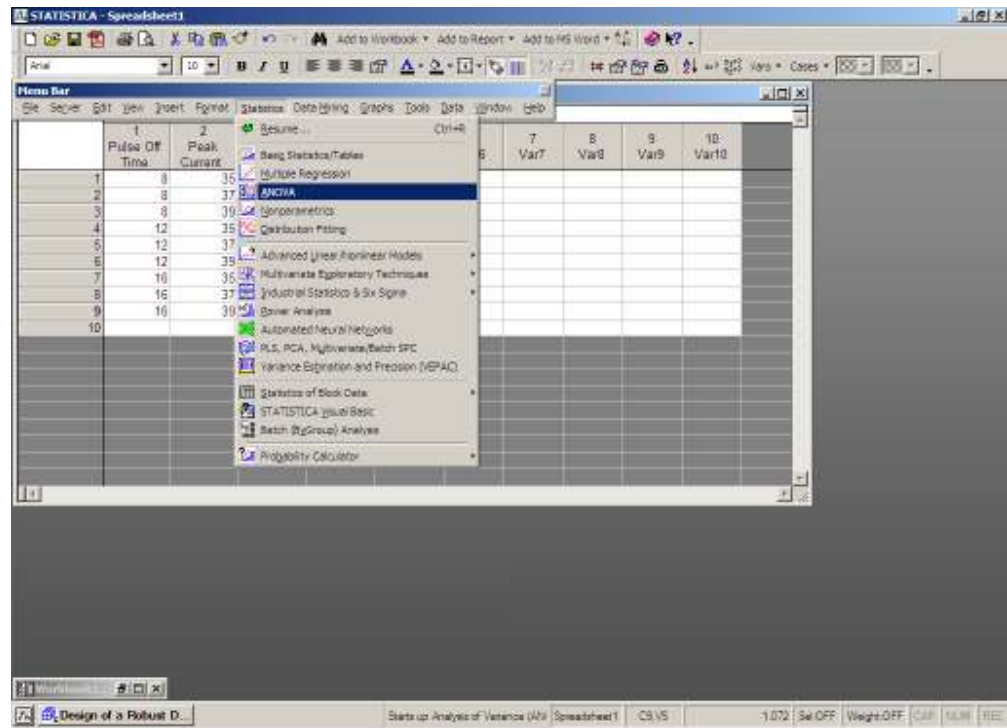 STATISTICA - Spreadsheet1
Add to Workbook Add to Report Add to MS Word
Arial 10 B I U Vars Cases
Menu Bar
File Server Edit View Insert Format Statistics Data Mining Graphs Tools Data Window Help
1 Pulse Off Time
2 Peak Current
6
7 Var7
8 Var8
9 Var9
10 Var10
1 8 35
2 8 37
3 8 39
4 12 35
5 12 37
6 12 39
7 16 35
8 16 37
9 16 39
10
Resume... Ctrl+R
Basic Statistics/Tables
Multiple Regression
ANOVA
Nonparametrics
Distribution Fitting
Advanced Linear/Nonlinear Models
Multivariate Exploratory Techniques
Industrial Statistics & Six Sigma
Power Analysis
Automated Neural Networks
PLS, PCA, Multivariate/Batch SPC
Variance Estimation and Precision (VEPAC)
Statistics of Block Data
STATISTICA Visual Basic
Batch (ByGroup) Analysis
Probability Calculator
Design of a Robust D...
Starts up Analysis of Variance (AN Spreadsheet1 C9,V5 1.072 Sel:OFF Weight:OFF CAP NUM REC